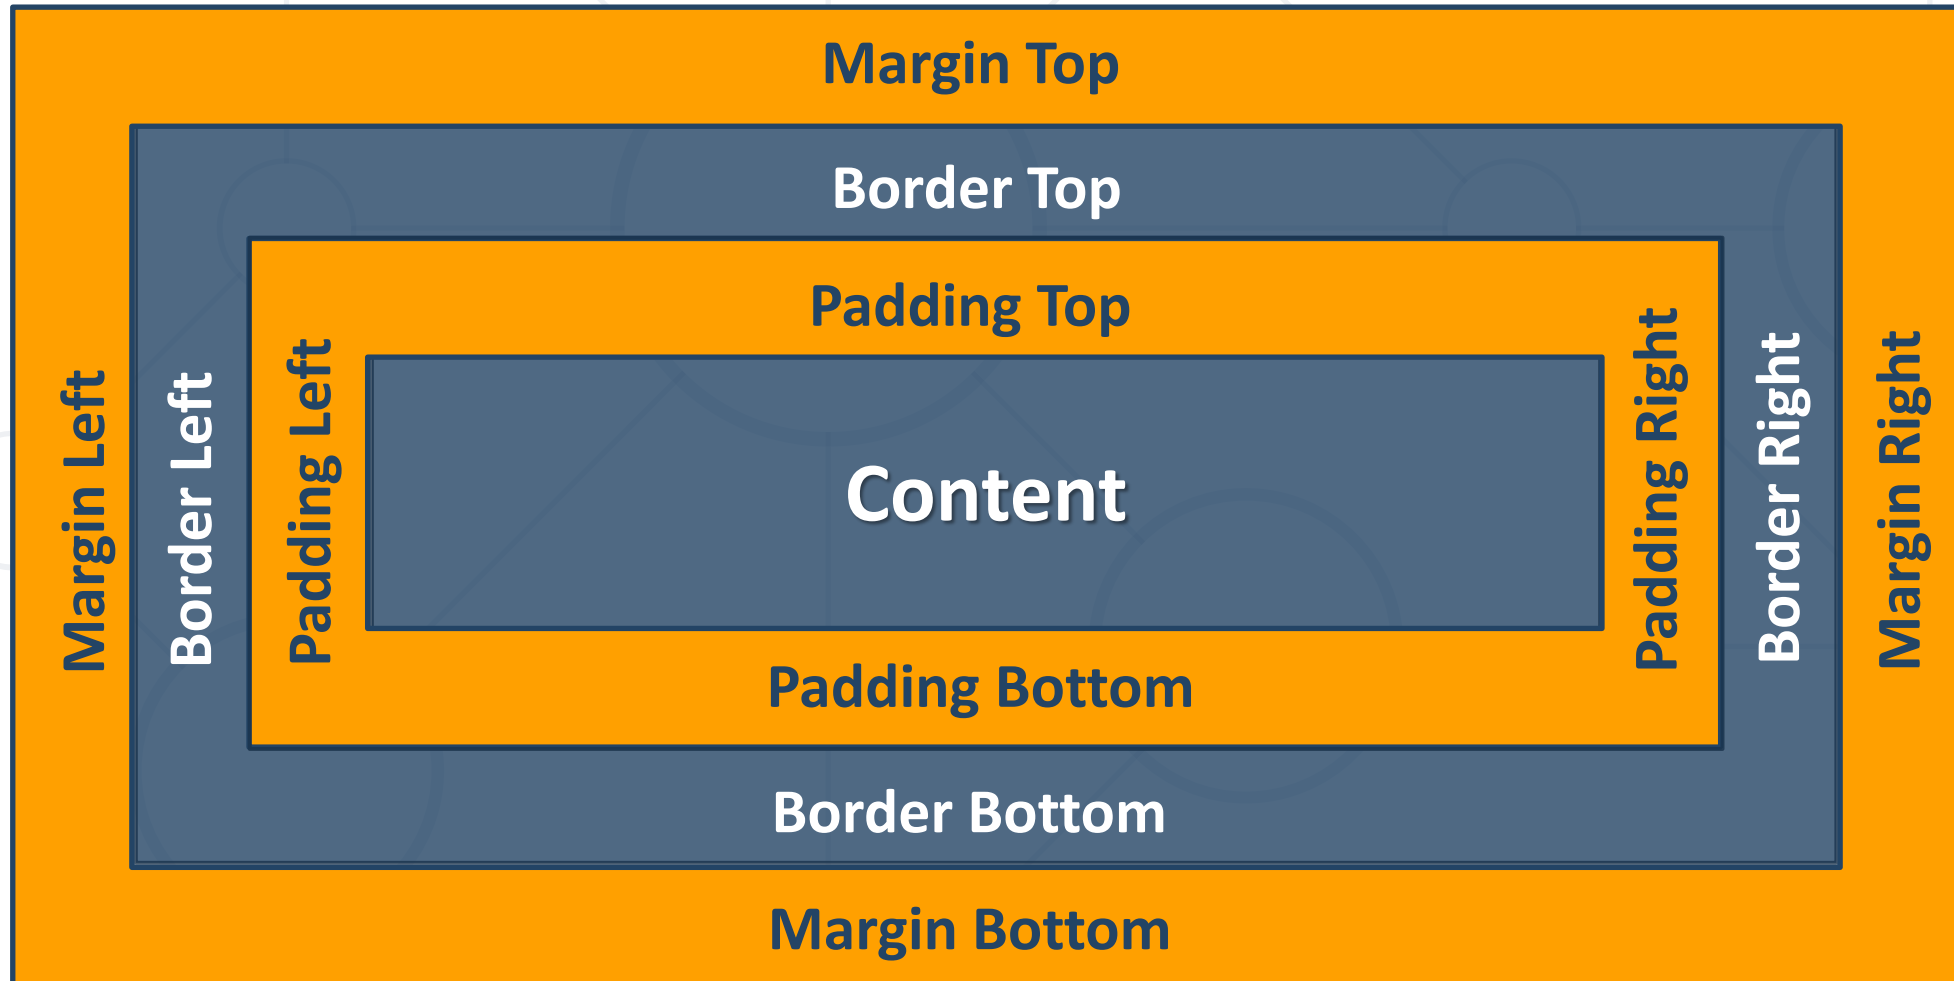 Margin Top
Border Top
Padding Top
Margin Left
Border Left
Padding Left
Content
Padding Right
Border Right
Margin Right
Padding Bottom
Border Bottom
Margin Bottom